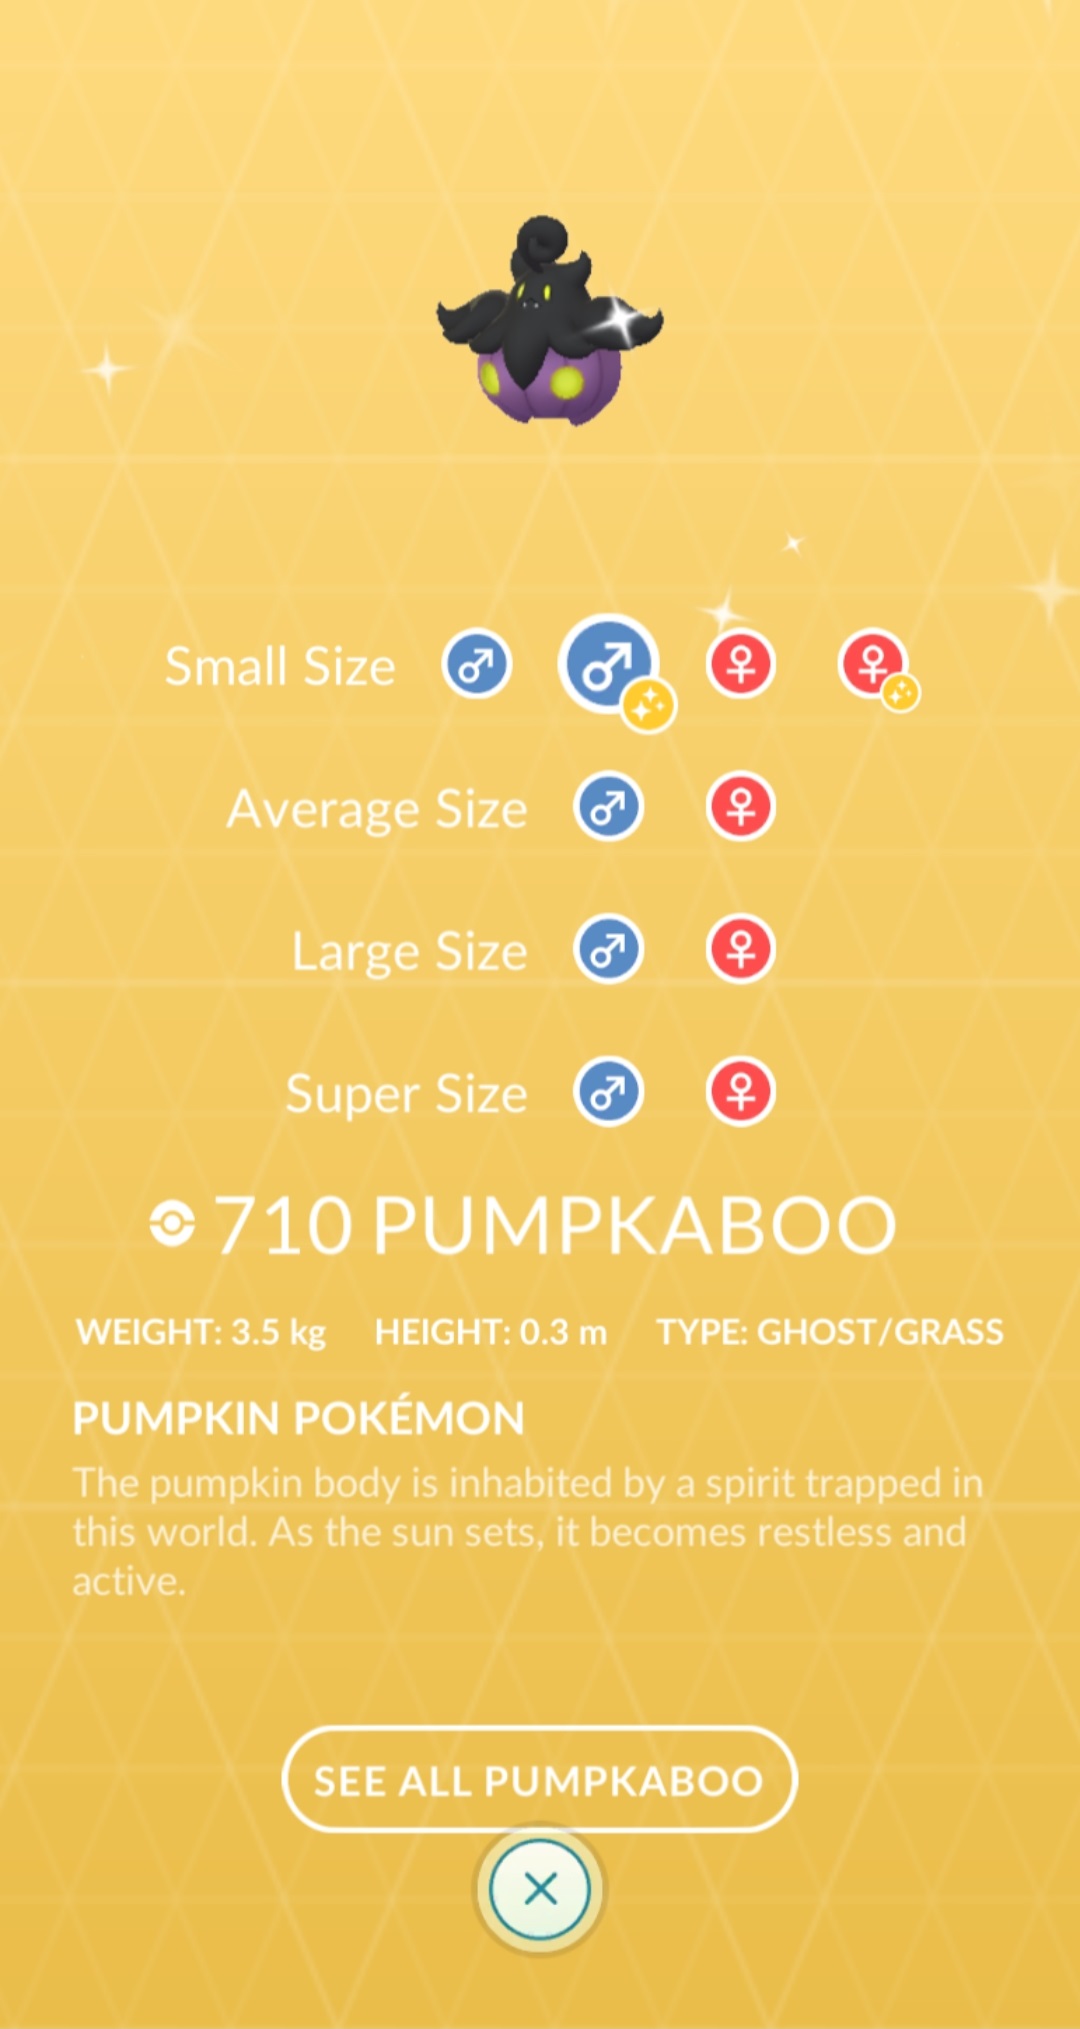 Small Size
Average Size
Large Size
Super Size
710 PUMPKABOO
WEIGHT: 3.5 kg HEIGHT: 0.3 m TYPE: GHOST/GRASS
PUMPKIN POKÉMON
The pumpkin body is inhabited by a spirit trapped in
this world. As the sun sets, it becomes restless and
active.
SEE ALL PUMPKABOO